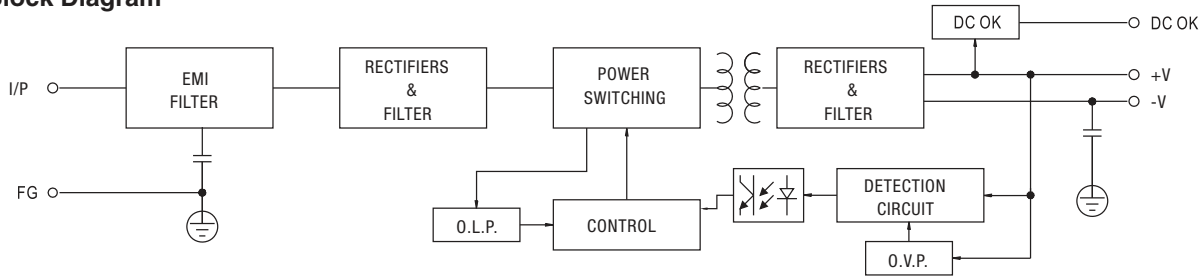 Block Diagram
DC OK
DC OK
I/P
EMI
FILTER
RECTIFIERS
&
FILTER
POWER
SWITCHING
RECTIFIERS
&
FILTER
+V
-V
FG
O.L.P.
CONTROL
DETECTION
CIRCUIT
O.V.P.